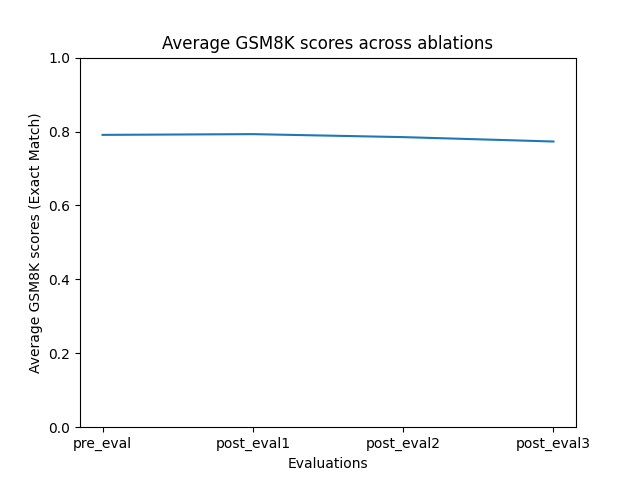 Average GSM8K scores across ablations
Average GSM8K scores (Exact Match)
1.0
0.8
0.6
0.4
0.2
0.0
pre_eval post_eval1 post_eval2 post_eval3
Evaluations